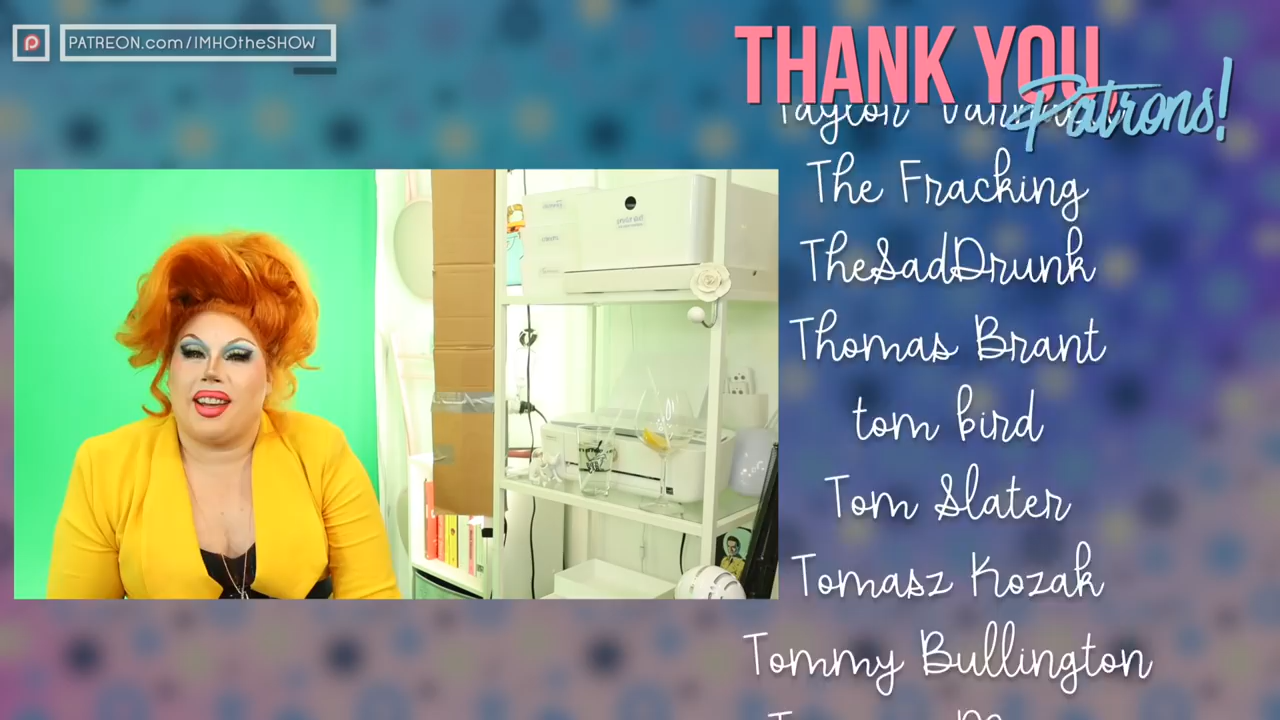 PATREON.com/IMHOtheSHOW
THANK YOU,
Patrons!
Taylor
The Fracking
TheSadDrunk
Thomas Brant
tom bird
Tom Slater
Tomasz Kozak
Tommy Bullington